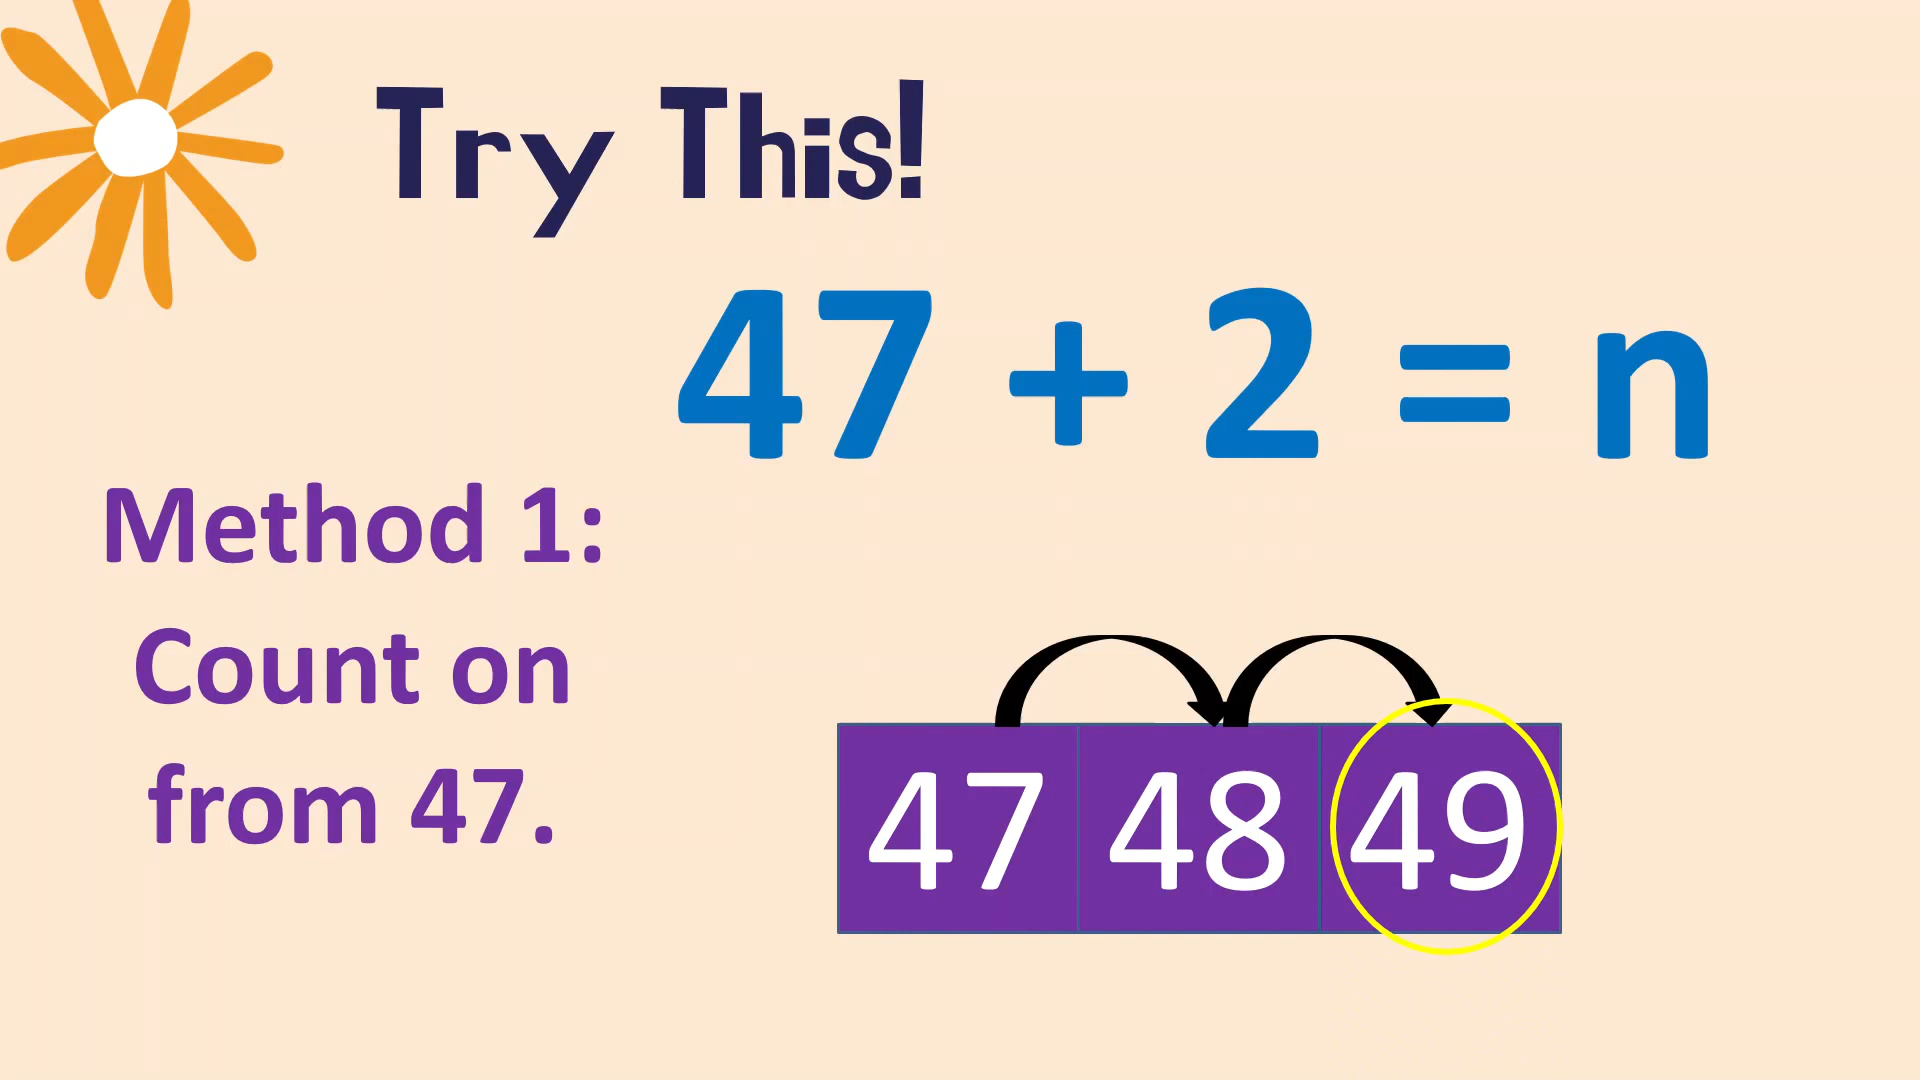 Try This!
47 + 2 = n
Method 1:
Count on
from 47.
47 48 49